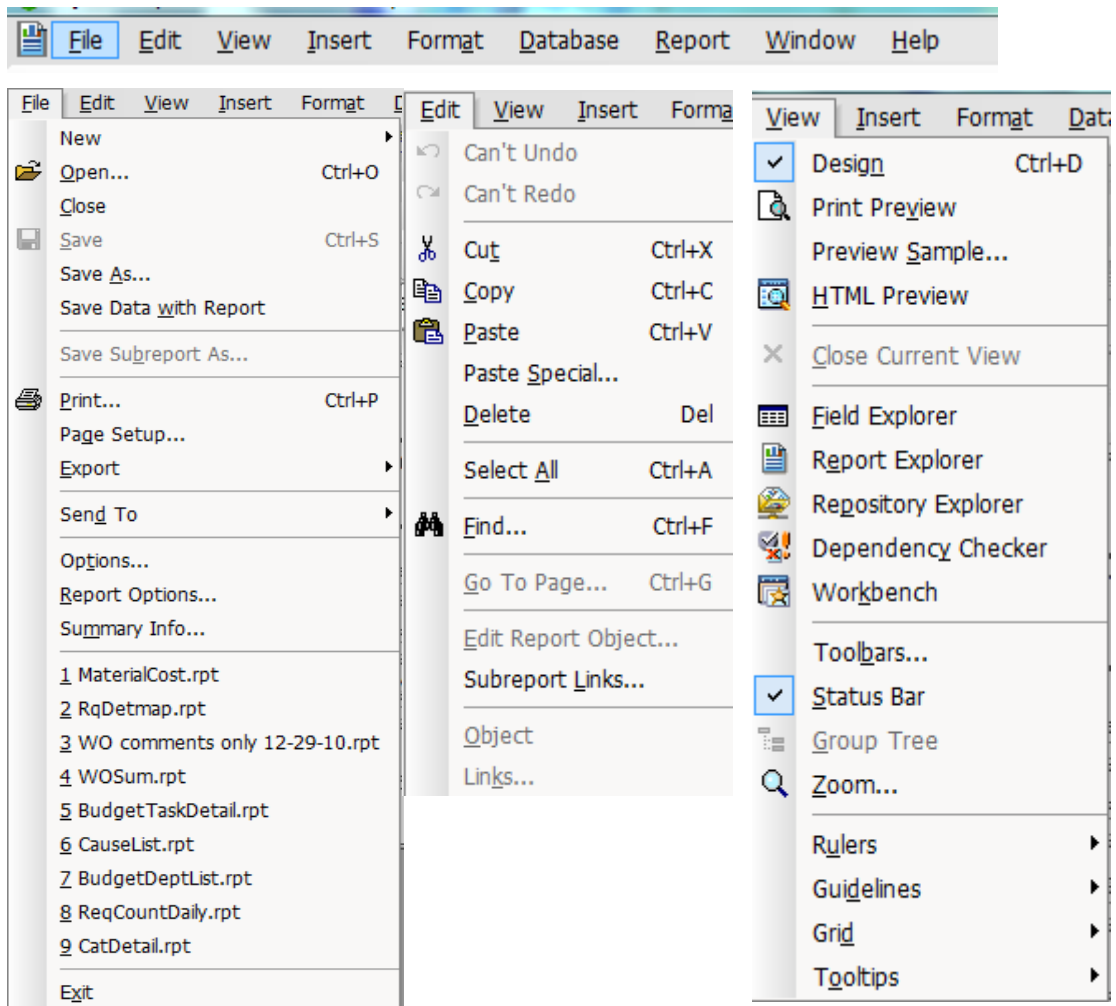 File Edit View Insert Format Database Report Window Help
File Edit View Insert Format
New
Open... Ctrl+O
Close
Save Ctrl+S
Save As...
Save Data with Report
Save Subreport As...
Print... Ctrl+P
Page Setup...
Export
Send To
Options...
Report Options...
Summary Info...
1 MaterialCost.rpt
2 RqDetmap.rpt
3 WO comments only 12-29-10.rpt
4 WOSum.rpt
5 BudgetTaskDetail.rpt
6 CauseList.rpt
7 BudgetDeptList.rpt
8 ReqCountDaily.rpt
9 CatDetail.rpt
Exit
Edit View Insert Forma
Can't Undo
Can't Redo
Cut Ctrl+X
Copy Ctrl+C
Paste Ctrl+V
Paste Special...
Delete Del
Select All Ctrl+A
Find... Ctrl+F
Go To Page... Ctrl+G
Edit Report Object...
Subreport Links...
Object
Links...
View Insert Format Data
Design Ctrl+D
Print Preview
Preview Sample...
HTML Preview
Close Current View
Field Explorer
Report Explorer
Repository Explorer
Dependency Checker
Workbench
Toolbars...
Status Bar
Group Tree
Zoom...
Rulers
Guidelines
Grid
Tooltips